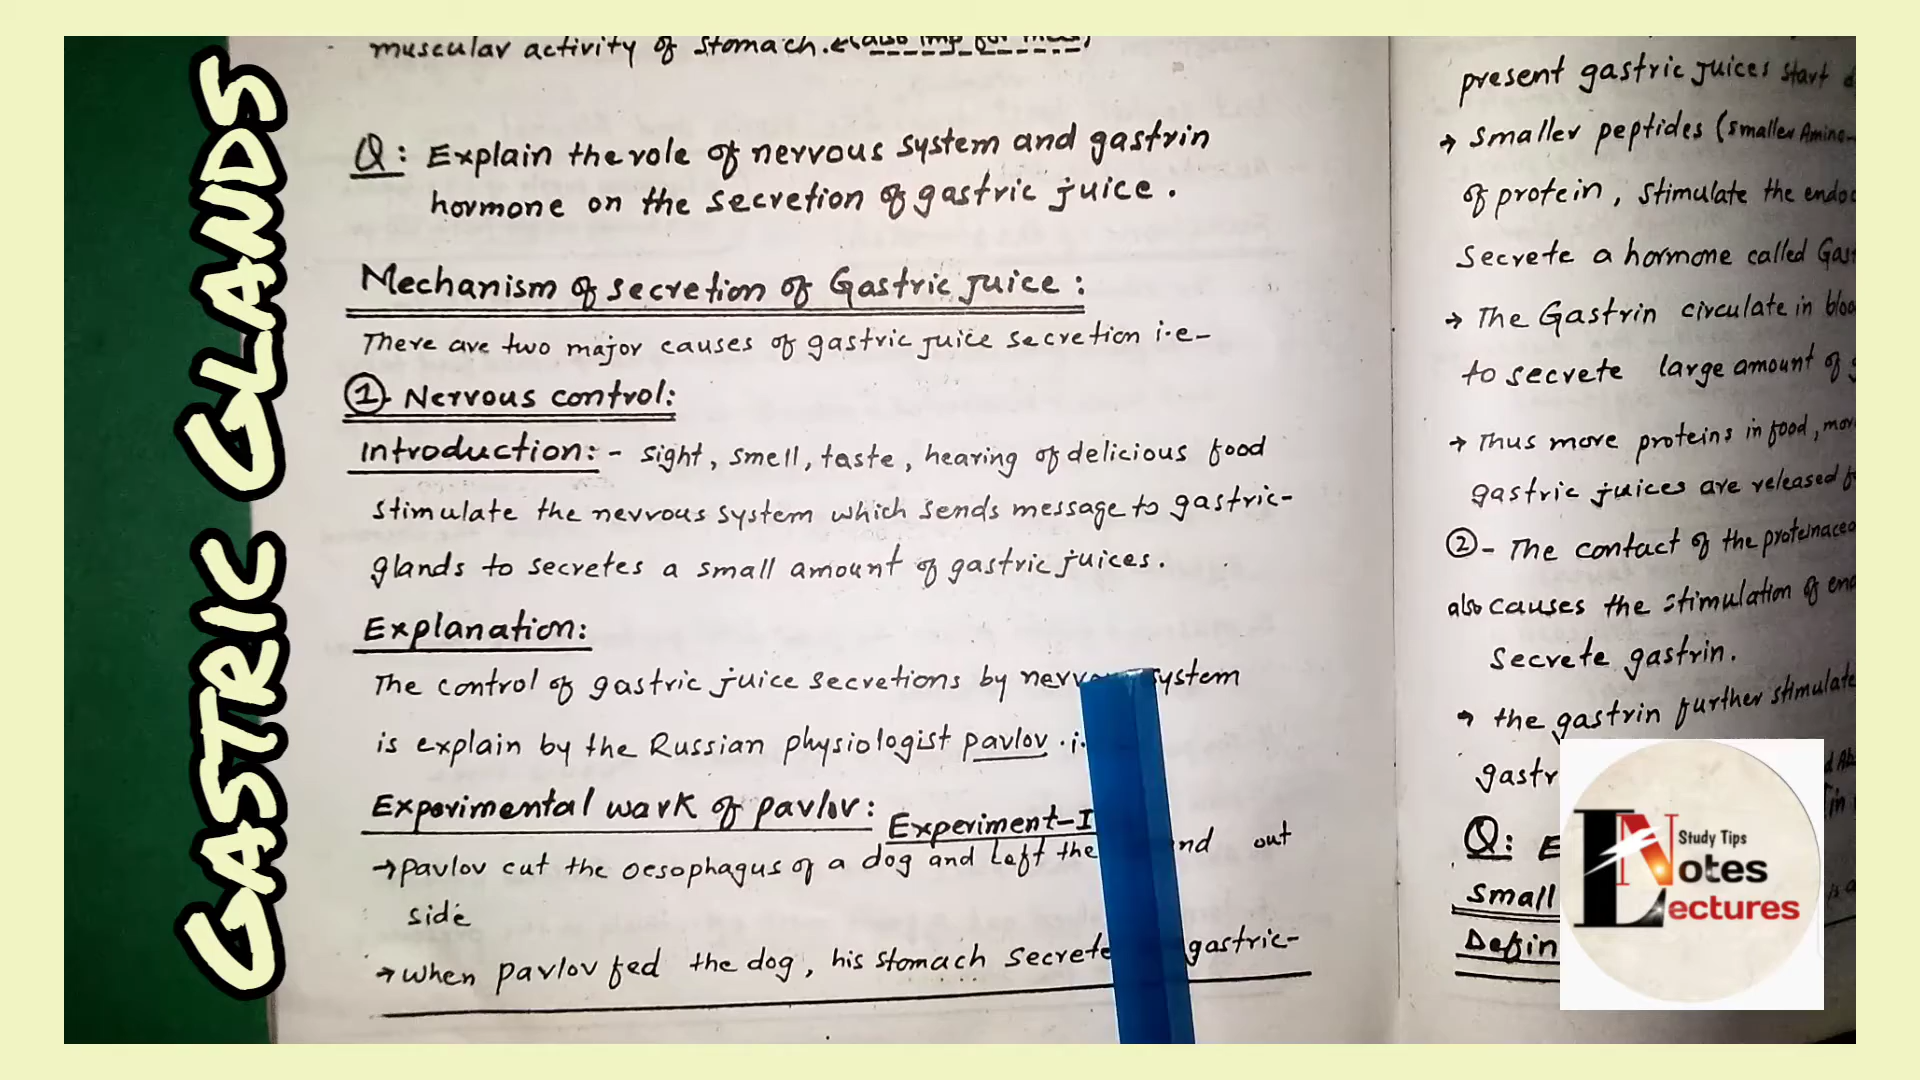 GASTRIC GLANDS
muscular activity of stomach. (also imp for mcqs)
Q: Explain the role of nervous system and gastrin
hormone on the secretion of gastric juice.
Mechanism of secretion of Gastric juice:
There are two major causes of gastric juice secretion i.e-
1. Nervous control:
Introduction:- sight, smell, taste, hearing of delicious food
stimulate the nervous system which sends message to gastric-
glands to secretes a small amount of gastric juices.
Explanation:
The control of gastric juice secretions by system
is explain by the Russian physiologist pavlov.
Experimental work of pavlov: Experiment-I
→ pavlov cut the oesophagus of a dog and left the out
side
→ when pavlov fed the dog, his stomach gastric-
present gastric juices start
→ smaller peptides (smaller Amino-
of protein, stimulate the
secrete a hormone called
→ The Gastrin circulate in
to secrete large amount of
→ Thus more proteins in food,
gastric juices are released
2- The contact of the
also causes the stimulation of
secrete gastrin.
→ the gastrin further stimulate
Q:
Small
Study Tips
Notes
Lectures